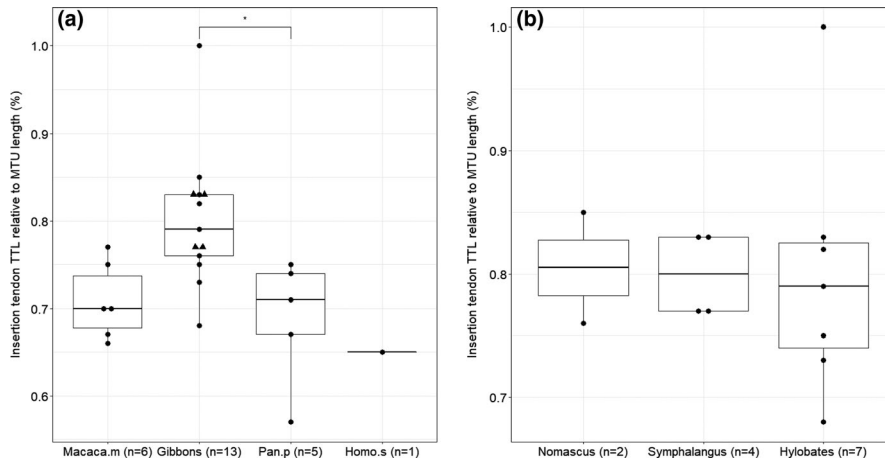 (a)
*
Insertion tendon TTL relative to MTU length (%)
1.0
0.9
0.8
0.7
0.6
Macaca.m (n=6) Gibbons (n=13) Pan.p (n=5) Homo.s (n=1)
(b)
Insertion tendon TTL relative to MTU length (%)
1.0
0.9
0.8
0.7
Nomascus (n=2) Symphalangus (n=4) Hylobates (n=7)